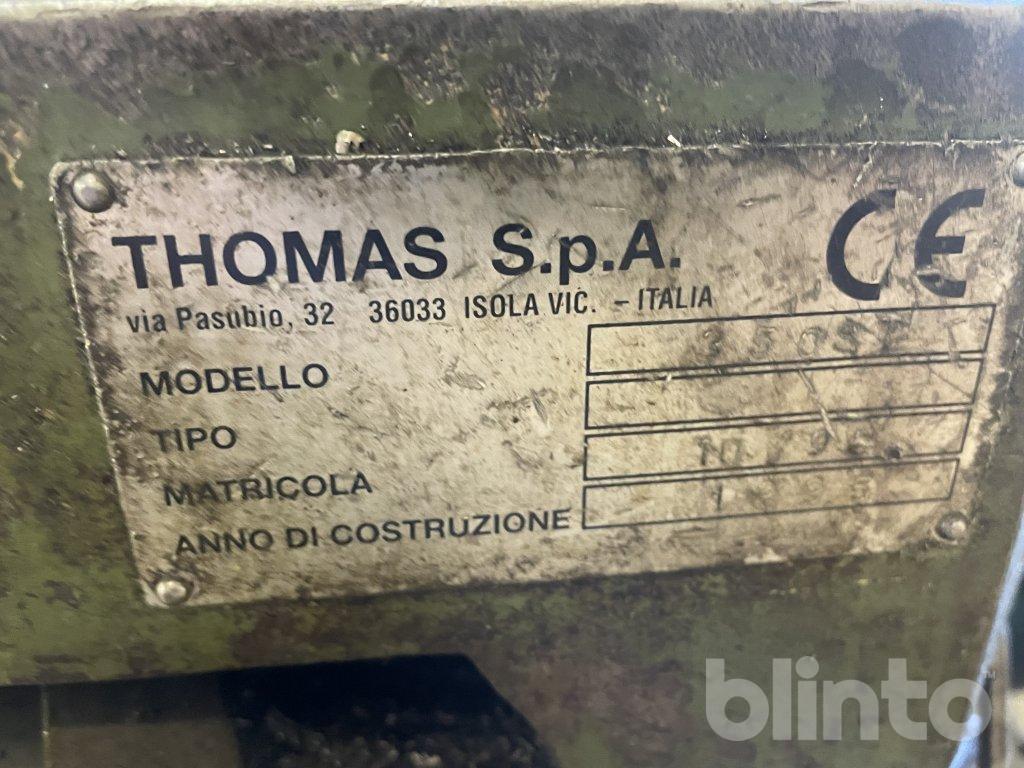 THOMAS S.p.A. CE
via Pasubio, 32 36033 ISOLA VIC. - ITALIA
MODELLO
TIPO
MATRICOLA
ANNO DI COSTRUZIONE
blinto